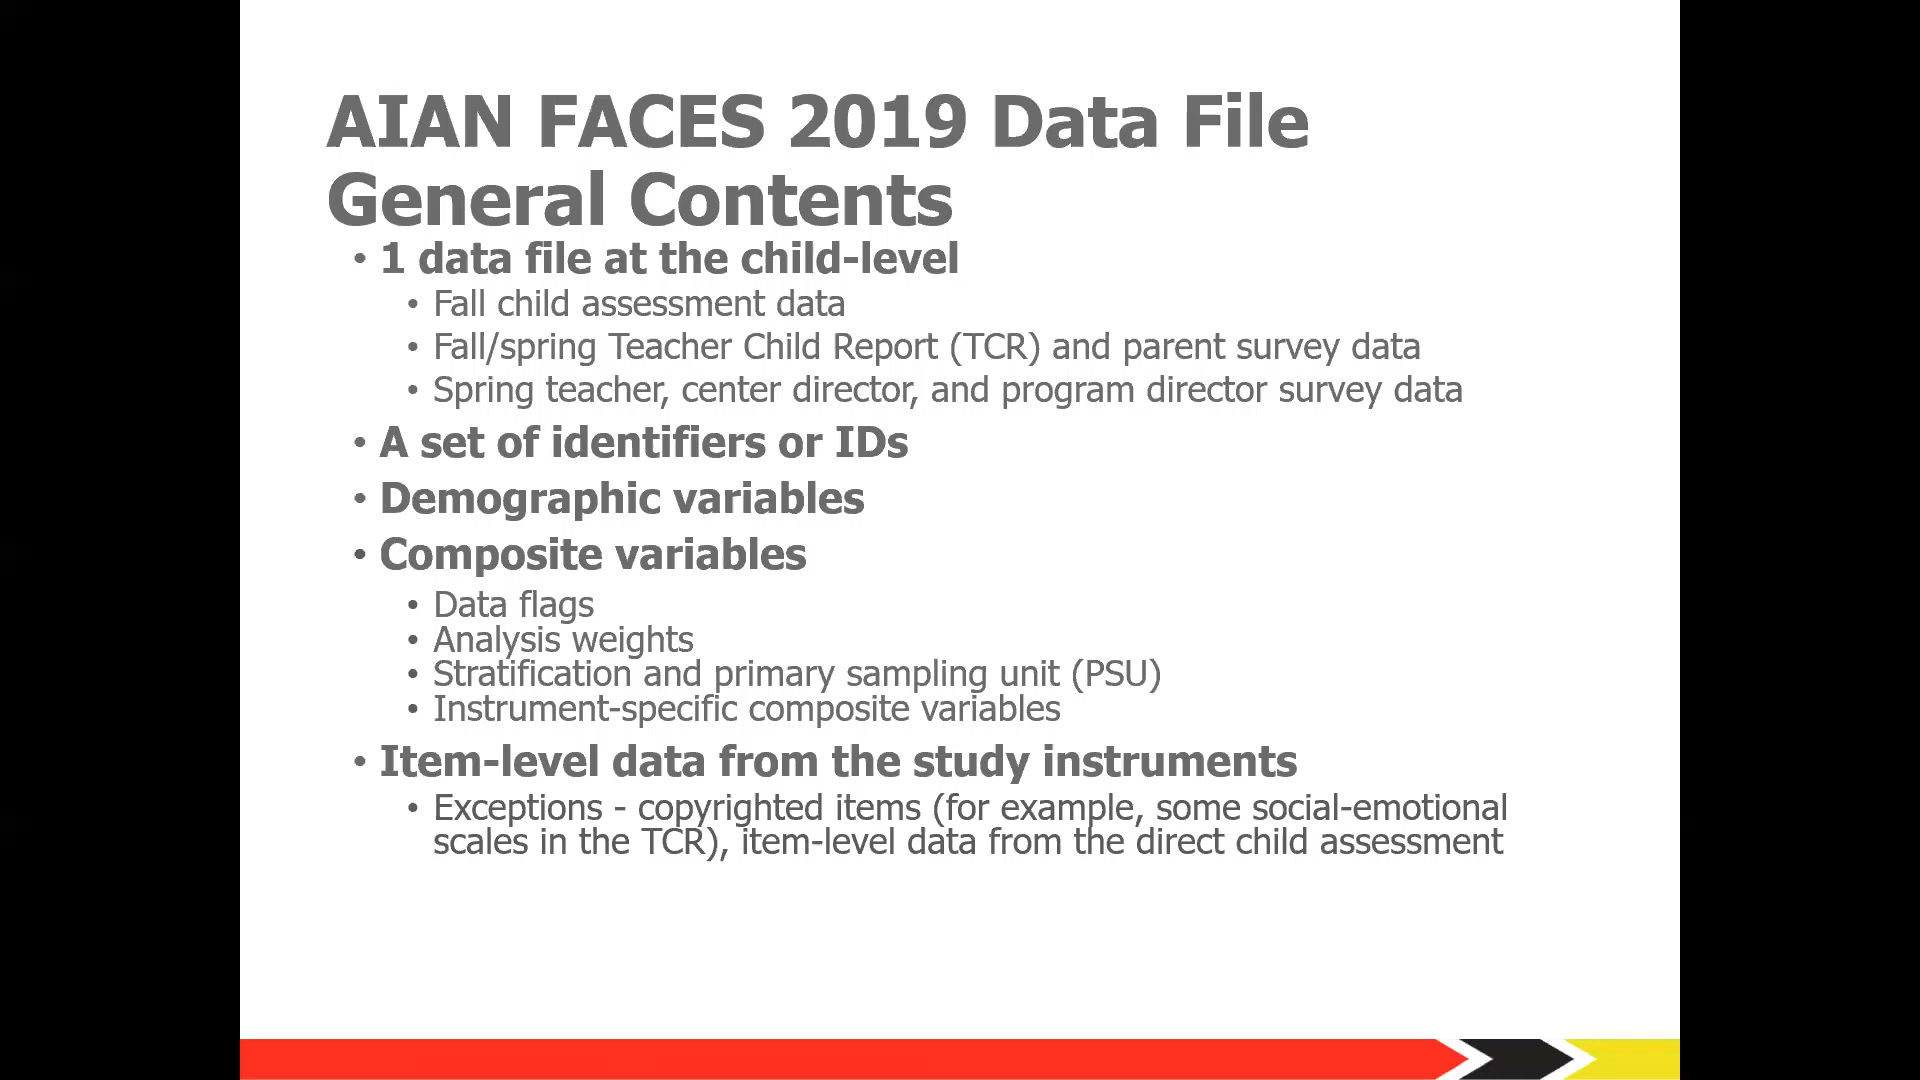 AIAN FACES 2019 Data File
General Contents
• 1 data file at the child-level
• Fall child assessment data
• Fall/spring Teacher Child Report (TCR) and parent survey data
• Spring teacher, center director, and program director survey data
• A set of identifiers or IDs
• Demographic variables
• Composite variables
• Data flags
• Analysis weights
• Stratification and primary sampling unit (PSU)
• Instrument-specific composite variables
• Item-level data from the study instruments
• Exceptions - copyrighted items (for example, some social-emotional
scales in the TCR), item-level data from the direct child assessment